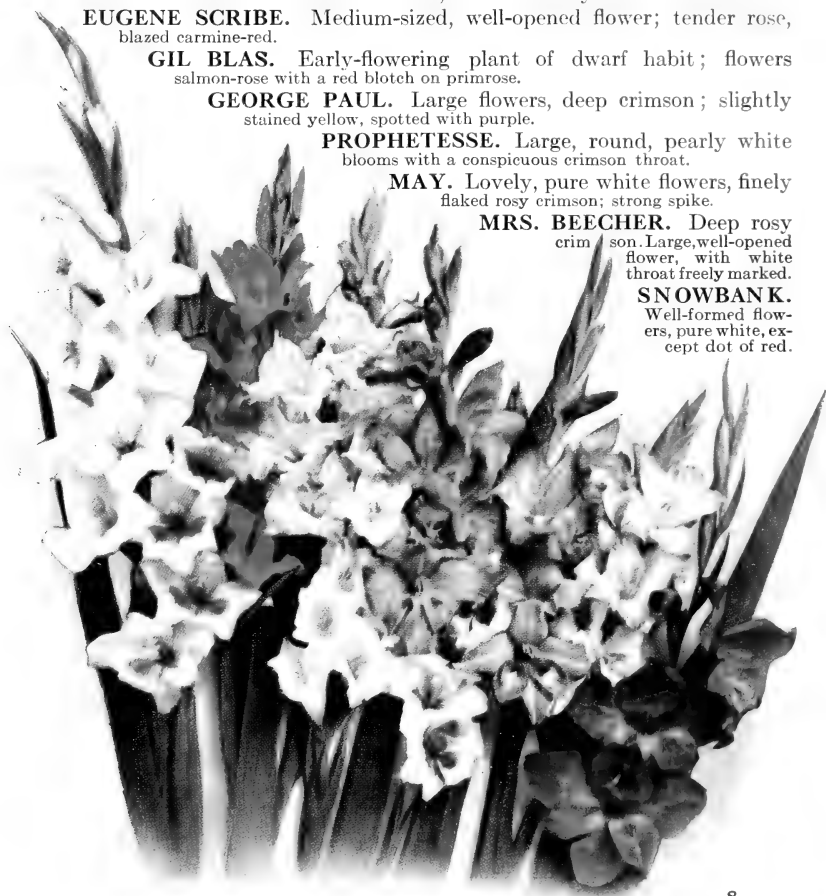 EUGENE SCRIBE. Medium-sized, well-opened flower; tender rose,
blazed carmine-red.
GIL BLAS. Early-flowering plant of dwarf habit; flowers
salmon-rose with a red blotch on primrose.
GEORGE PAUL. Large flowers, deep crimson; slightly
stained yellow, spotted with purple.
PROPHETESSE. Large, round, pearly white
blooms with a conspicuous crimson throat.
MAY. Lovely, pure white flowers, finely
flaked rosy crimson; strong spike.
MRS. BEECHER. Deep rosy
crim son. Large, well-opened
flower, with white
throat freely marked.
SNOWBANK.
Well-formed flow-
ers, pure white, ex-
cept dot of red.